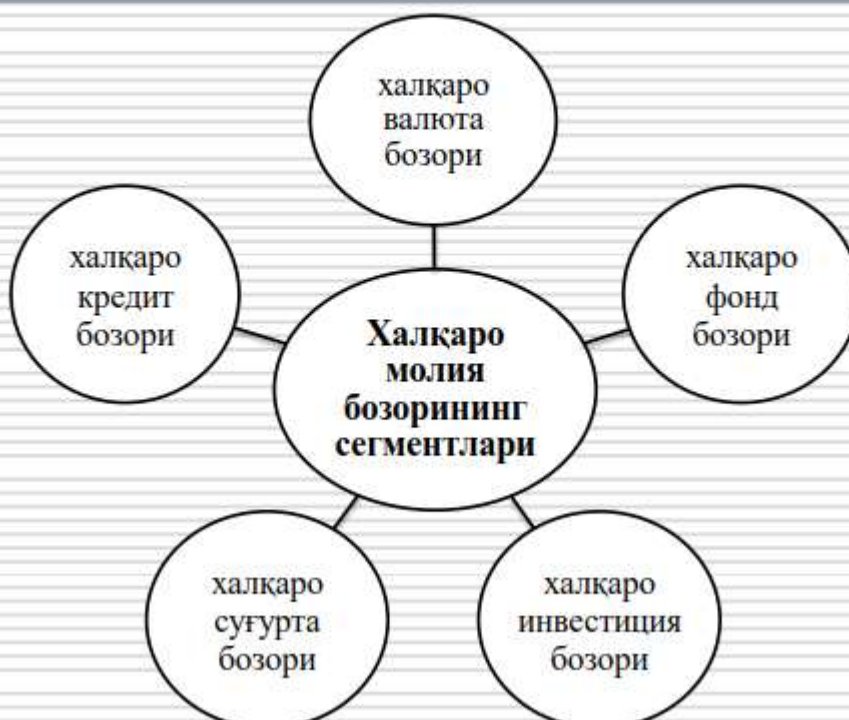 халқаро
валюта
бозори
халқаро
кредит
бозори
халқаро
фонд
бозори
Халқаро
молия
бозорининг
сегментлари
халқаро
суғурта
бозори
халқаро
инвестиция
бозори